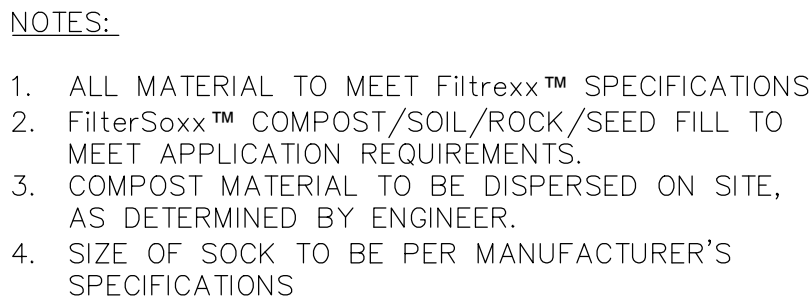 NOTES:
1. ALL MATERIAL TO MEET Filtrexx™ SPECIFICATIONS
2. FilterSoxx™ COMPOST/SOIL/ROCK/SEED FILL TO
MEET APPLICATION REQUIREMENTS.
3. COMPOST MATERIAL TO BE DISPERSED ON SITE,
AS DETERMINED BY ENGINEER.
4. SIZE OF SOCK TO BE PER MANUFACTURER'S
SPECIFICATIONS